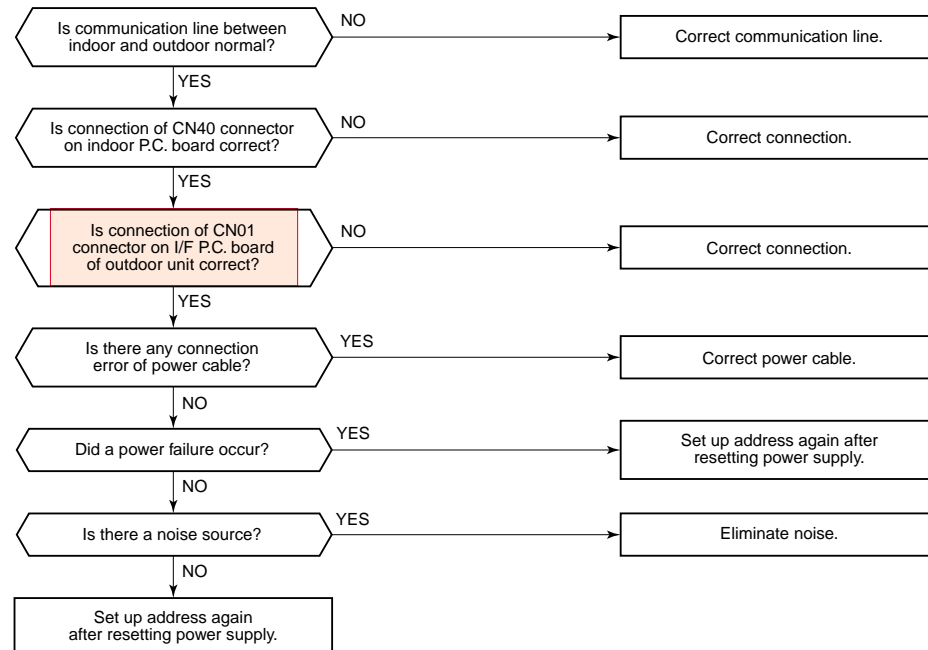 Is communication line between
indoor and outdoor normal?
NO
Correct communication line.
YES
Is connection of CN40 connector
on indoor P.C. board correct?
NO
Correct connection.
YES
Is connection of CN01
connector on I/F P.C. board
of outdoor unit correct?
NO
Correct connection.
YES
Is there any connection
error of power cable?
YES
Correct power cable.
NO
Did a power failure occur?
YES
Set up address again after
resetting power supply.
NO
Is there a noise source?
YES
Eliminate noise.
NO
Set up address again
after resetting power supply.